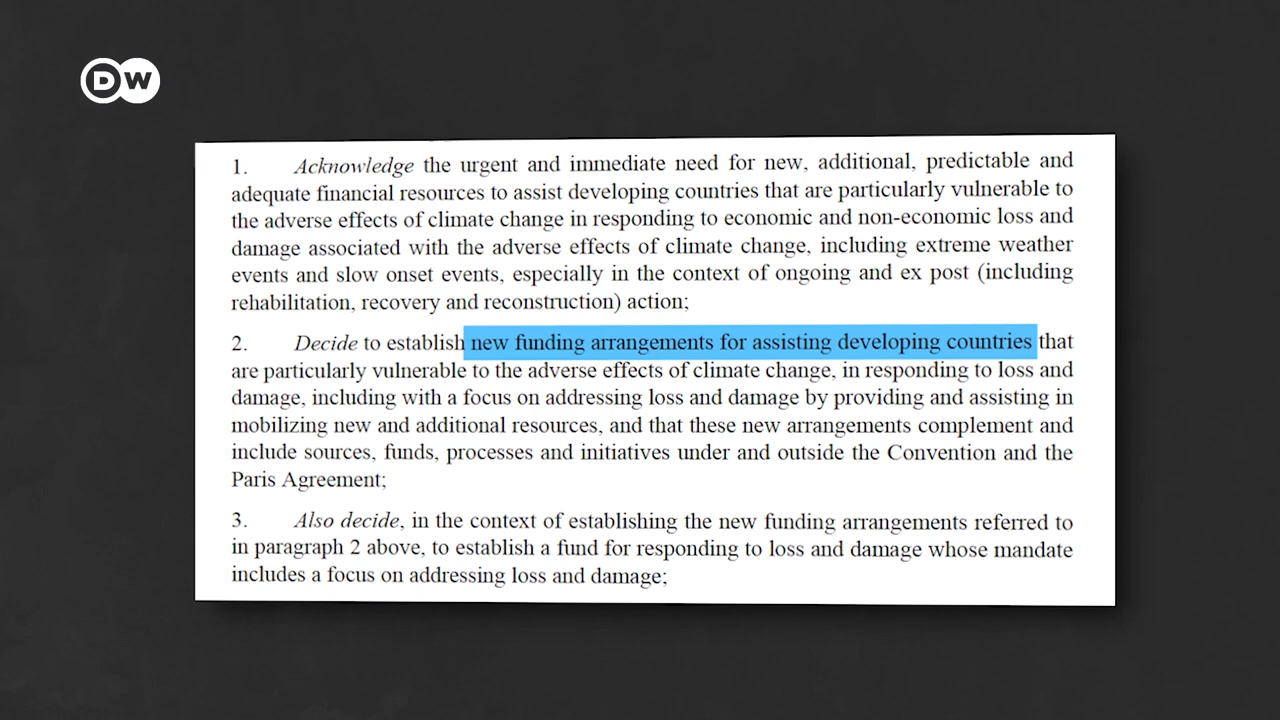 DW
1. Acknowledge the urgent and immediate need for new, additional, predictable and
adequate financial resources to assist developing countries that are particularly vulnerable to
the adverse effects of climate change in responding to economic and non-economic loss and
damage associated with the adverse effects of climate change, including extreme weather
events and slow onset events, especially in the context of ongoing and ex post (including
rehabilitation, recovery and reconstruction) action;
2. Decide to establish new funding arrangements for assisting developing countries that
are particularly vulnerable to the adverse effects of climate change, in responding to loss and
damage, including with a focus on addressing loss and damage by providing and assisting in
mobilizing new and additional resources, and that these new arrangements complement and
include sources, funds, processes and initiatives under and outside the Convention and the
Paris Agreement;
3. Also decide, in the context of establishing the new funding arrangements referred to
in paragraph 2 above, to establish a fund for responding to loss and damage whose mandate
includes a focus on addressing loss and damage;